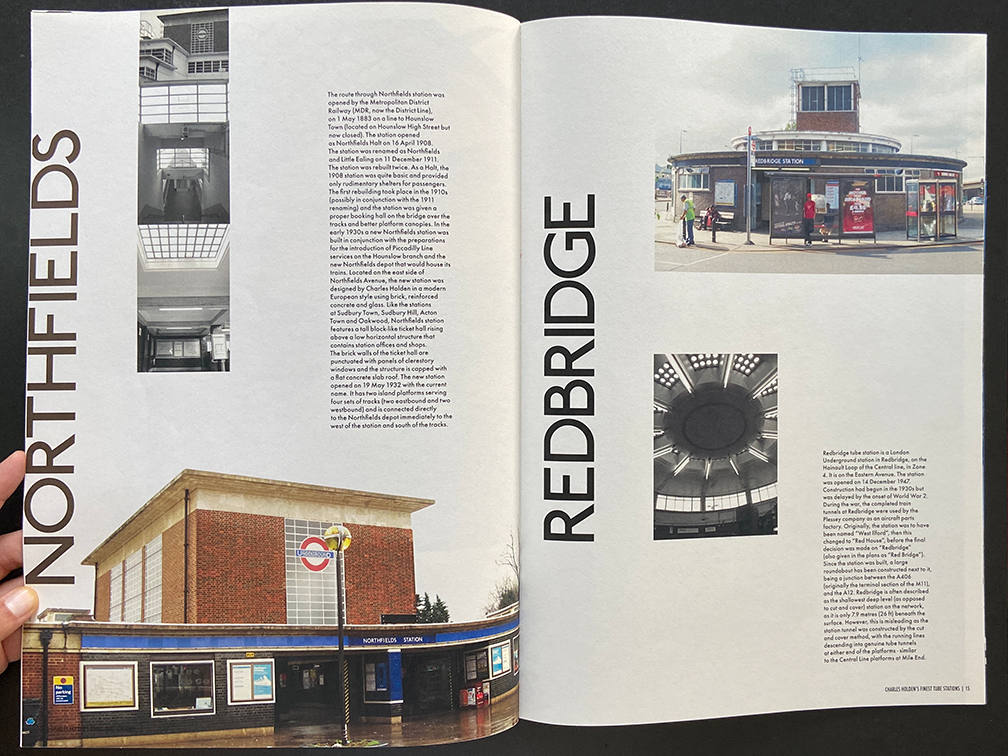 NORTHFIELDS
The route through Northfields station was
opened by the Metropolitan District
Railway (MDR, now the District Line),
on 1 May 1883 on a line to Hounslow
Town (located on Hounslow High Street but
now closed). The station opened
as Northfields Halt on 16 April 1908.
The station was renamed as Northfields
and Little Ealing on 11 December 1911.
The station was rebuilt twice. As a Halt, the
1908 station was quite basic and provided
only rudimentary shelters for passengers.
The first rebuilding took place in the 1910s
(possibly in conjunction with the 1911
renaming) and the station was given a
proper booking hall on the bridge over the
tracks and better platform canopies. In the
early 1930s a new Northfields station was
built in conjunction with the preparations
for the introduction of Piccadilly Line
services on the Hounslow branch and the
new Northfields depot that would house its
trains. Located on the east side of
Northfields Avenue, the new station was
designed by Charles Holden in a modern
European style using brick, reinforced
concrete and glass. Like the stations
at Sudbury Town, Sudbury Hill, Acton
Town and Oakwood, Northfields station
features a tall block-like ticket hall rising
above a low horizontal structure that
contains station offices and shops.
The brick walls of the ticket hall are
punctuated with panels of clerestory
windows and the structure is capped with
a flat concrete slab roof. The new station
opened on 19 May 1932 with the current
name. It has two island platforms serving
four sets of tracks (two eastbound and two
westbound) and is connected directly
to the Northfields depot immediately to the
west of the station and south of the tracks.
UNDERGROUND
NORTHFIELDS STATION
No
parking
REDBRIDGE
REDBRIDGE STATION
Redbridge tube station is a London
Underground station in Redbridge, on the
Hainault Loop of the Central line, in Zone
4. It is on the Eastern Avenue. The station
was opened on 14 December 1947.
Construction had begun in the 1930s but
was delayed by the onset of World War 2.
During the war, the completed train
tunnels at Redbridge were used by the
Plessey company as an aircraft parts
factory. Originally, the station was to have
been named "West Ilford", then this
changed to "Red House", before the final
decision was made on "Redbridge"
(also given in the plans as "Red Bridge").
Since the station was built, a large
roundabout has been constructed next to it,
being a junction between the A406
(originally the terminal section of the M11),
and the A12. Redbridge is often described
as the shallowest deep level (as opposed
to cut and cover) station on the network,
as it is only 7.9 metres (26 ft) beneath the
surface. However, this is misleading as the
station tunnel was constructed by the cut
and cover method, with the running lines
descending into genuine tube tunnels
at either end of the platforms - similar
to the Central Line platforms at Mile End.
CHARLES HOLDEN'S FINEST TUBE STATIONS | 15